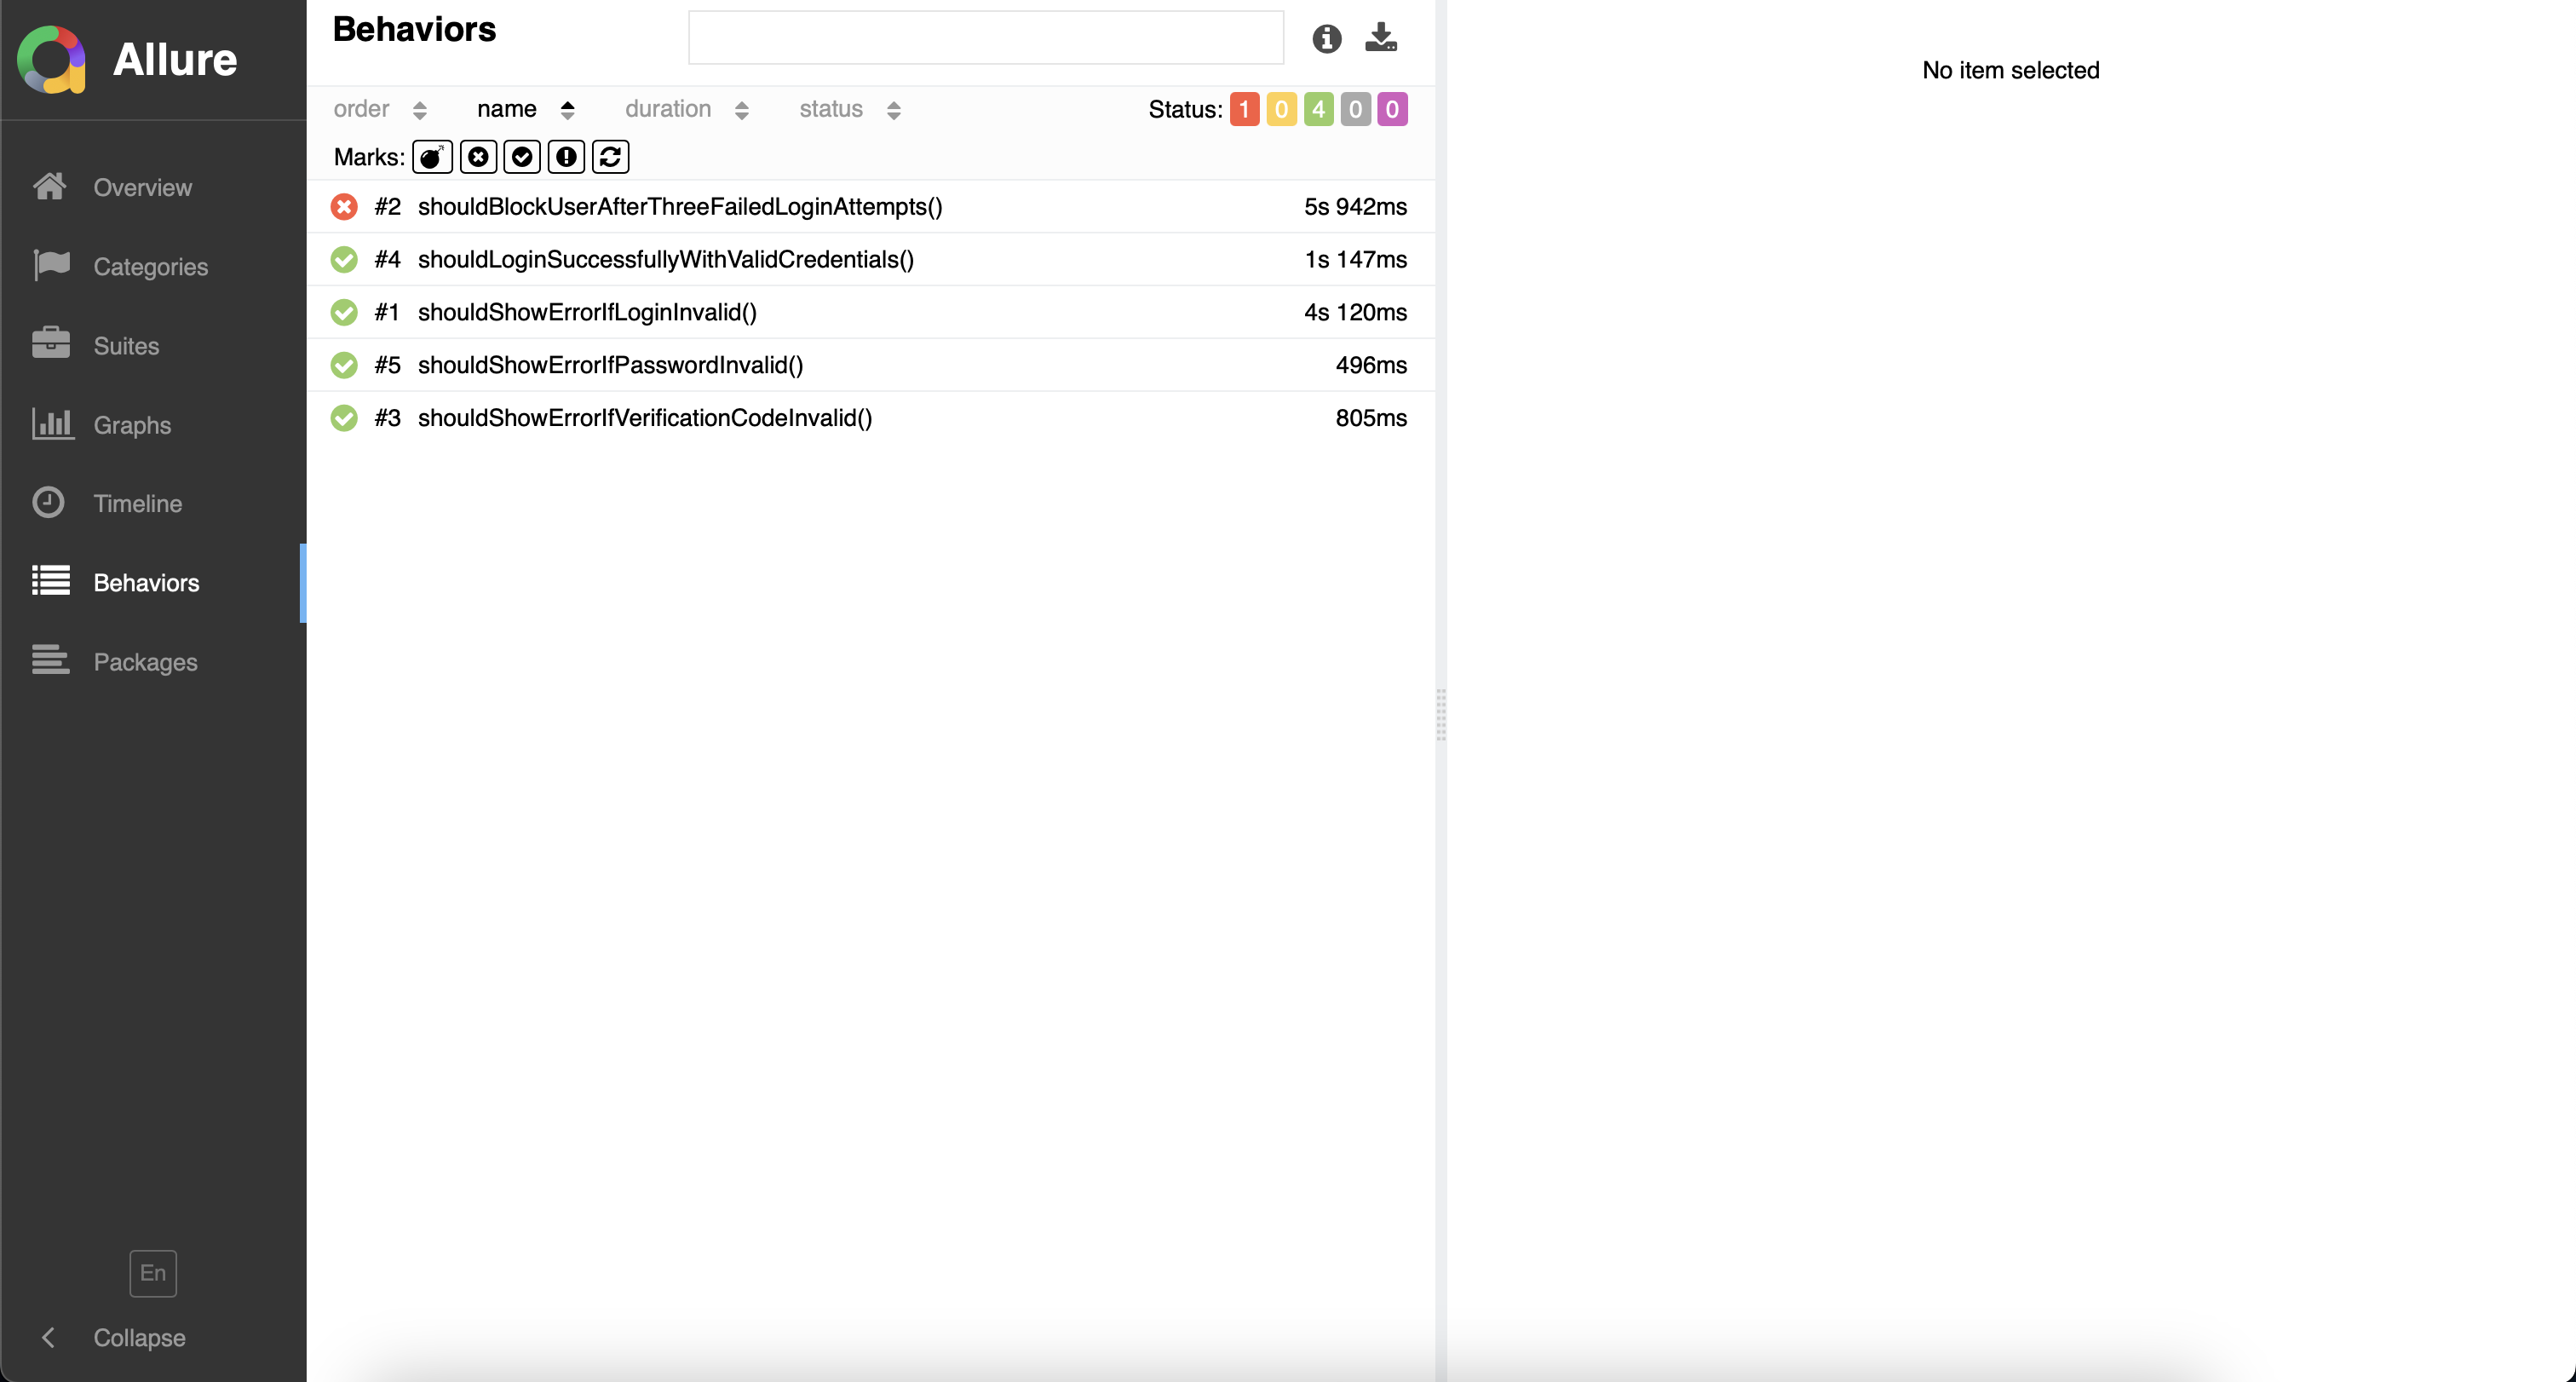 Allure
Overview
Categories
Suites
Graphs
Timeline
Behaviors
Packages
En
Collapse
Behaviors
order name duration status Status: 1 0 4 0 0
Marks:
#2 shouldBlockUserAfterThreeFailedLoginAttempts() 5s 942ms
#4 shouldLoginSuccessfullyWithValidCredentials() 1s 147ms
#1 shouldShowErrorIfLoginInvalid() 4s 120ms
#5 shouldShowErrorIfPasswordInvalid() 496ms
#3 shouldShowErrorIfVerificationCodeInvalid() 805ms
No item selected